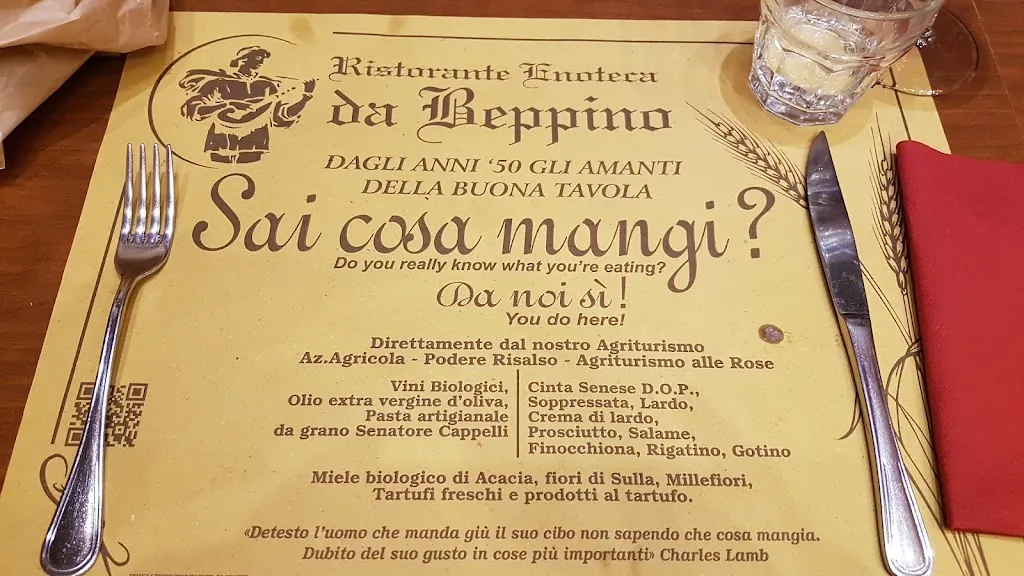 Ristorante Enoteca
da Beppino
DAGLI ANNI '50 GLI AMANTI
DELLA BUONA TAVOLA
Sai cosa mangi?
Do you really know what you're eating?
Da noi sì!
You do here!
Direttamente dal nostro Agriturismo
Az.Agricola - Podere Risalso - Agriturismo alle Rose
Vini Biologici,
Olio extra vergine d'oliva,
Pasta artigianale
da grano Senatore Cappelli
Cinta Senese D.O.P.,
Soppressata, Lardo,
Crema di lardo,
Prosciutto, Salame,
Finocchiona, Rigatino, Gotino
Miele biologico di Acacia, fiori di Sulla, Millefiori,
Tartufi freschi e prodotti al tartufo.
«Detesto l'uomo che manda giù il suo cibo non sapendo che cosa mangia.
Dubito del suo gusto in cose più importanti» Charles Lamb